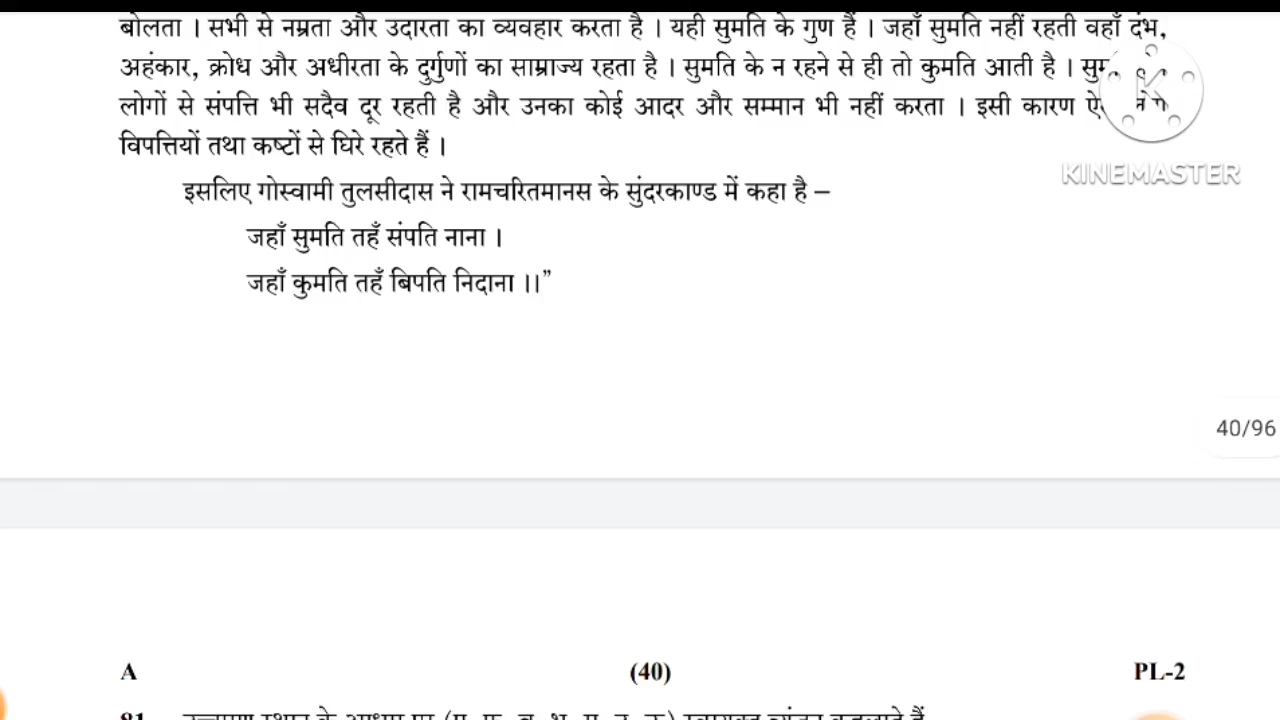 बोलता । सभी से नम्रता और उदारता का व्यवहार करता है । यही सुमति के गुण हैं । जहाँ सुमति नहीं रहती वहाँ दंभ,
अहंकार, क्रोध और अधीरता के दुर्गुणों का साम्राज्य रहता है । सुमति के न रहने से ही तो कुमति आती है ।
लोगों से संपत्ति भी सदैव दूर रहती है और उनका कोई आदर और सम्मान भी नहीं करता । इसी कारण
विपत्तियों तथा कष्टों से घिरे रहते हैं ।
KINEMASTER
इसलिए गोस्वामी तुलसीदास ने रामचरितमानस के सुंदरकाण्ड में कहा है –
जहाँ सुमति तहँ संपति नाना ।
जहाँ कुमति तहँ बिपति निदाना ।।”
40/96
A (40) PL-2